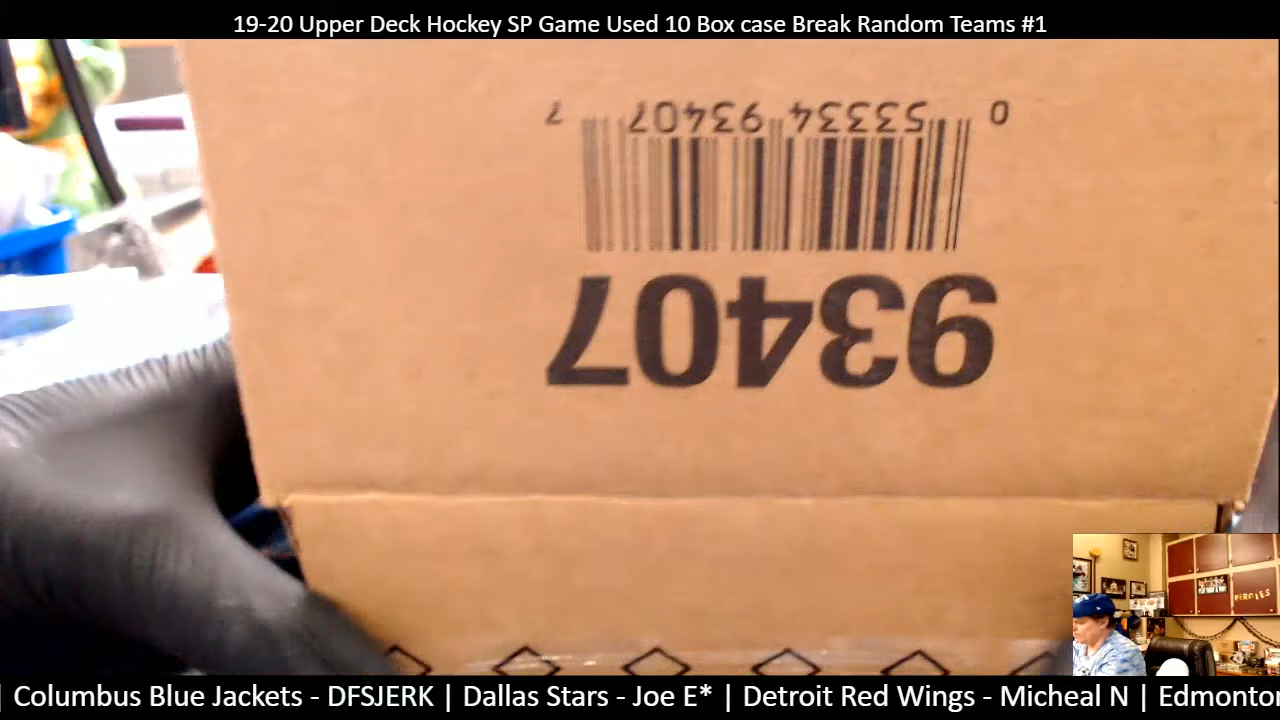 19-20 Upper Deck Hockey SP Game Used 10 Box case Break Random Teams #1
0 53334 93407 7
93407
| Columbus Blue Jackets - DFSJERK | Dallas Stars - Joe E* | Detroit Red Wings - Micheal N | Edmonton